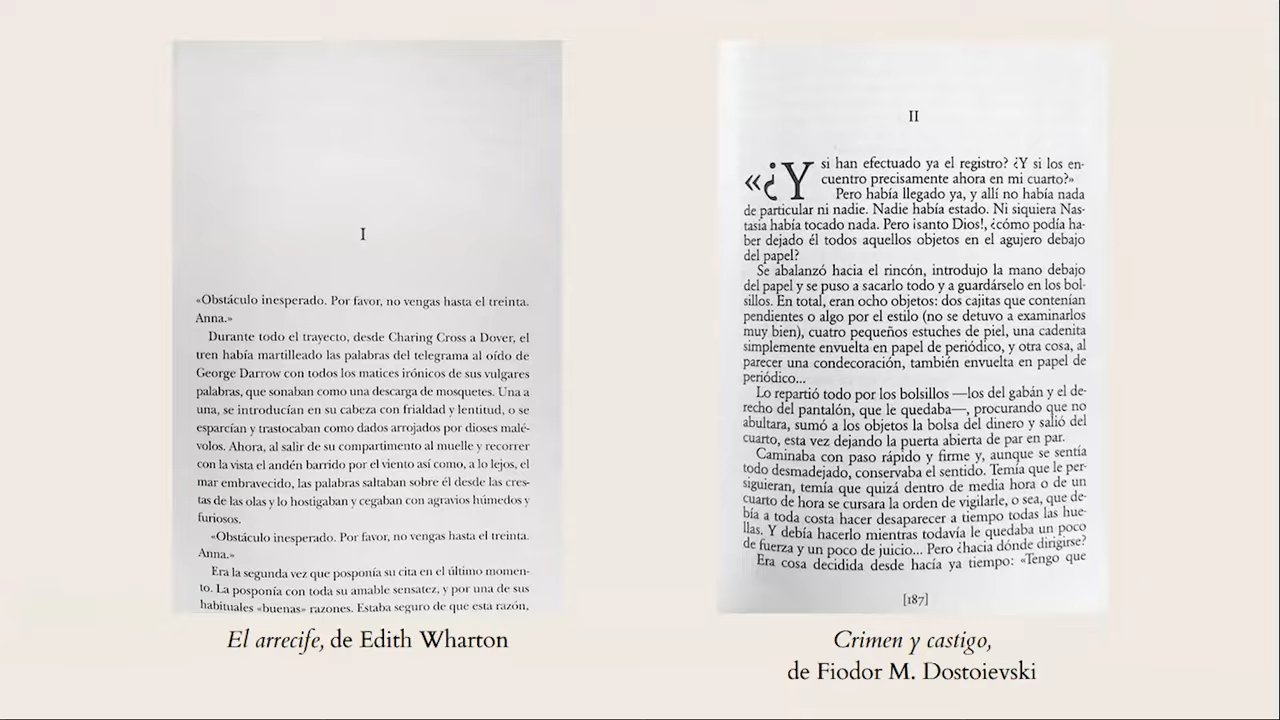 I
«Obstáculo inesperado. Por favor, no vengas hasta el treinta.
Anna.»
Durante todo el trayecto, desde Charing Cross a Dover, el
tren había martilleado las palabras del telegrama al oído de
George Darrow con todos los matices irónicos de sus vulgares
palabras, que sonaban como una descarga de mosquetes. Una a
una, se introducían en su cabeza con frialdad y lentitud, o se
esparcían y trastocaban como dados arrojados por dioses malé-
volos. Ahora, al salir de su compartimento al muelle y recorrer
con la vista el andén barrido por el viento así como, a lo lejos, el
mar embravecido, las palabras saltaban sobre él desde las cres-
tas de las olas y lo hostigaban y cegaban con agravios húmedos y
furiosos.
«Obstáculo inesperado. Por favor, no vengas hasta el treinta.
Anna.»
Era la segunda vez que posponía su cita en el último momen-
to. La posponía con toda su amable sensatez, y por una de sus
habituales «buenas» razones. Estaba seguro de que esta razón,
El arrecife, de Edith Wharton
II
«¿Y si han efectuado ya el registro? ¿Y si los en-
cuentro precisamente ahora en mi cuarto?»
Pero había llegado ya, y allí no había nada
de particular ni nadie. Nadie había estado. Ni siquiera Nas-
tasia había tocado nada. Pero ¡santo Dios!, ¿cómo podía ha-
ber dejado él todos aquellos objetos en el agujero debajo
del papel?
Se abalanzó hacia el rincón, introdujo la mano debajo
del papel y se puso a sacarlo todo y a guardárselo en los bol-
sillos. En total, eran ocho objetos: dos cajitas que contenían
pendientes o algo por el estilo (no se detuvo a examinarlos
muy bien), cuatro pequeños estuches de piel, una cadenita
simplemente envuelta en papel de periódico, y otra cosa, al
parecer una condecoración, también envuelta en papel de
periódico...
Lo repartió todo por los bolsillos —los del gabán y el de-
recho del pantalón, que le quedaba—, procurando que no
abultara, sumó a los objetos la bolsa del dinero y salió del
cuarto, esta vez dejando la puerta abierta de par en par.
Caminaba con paso rápido y firme y, aunque se sentía
todo desmadejado, conservaba el sentido. Temía que le per-
siguieran, temía que quizá dentro de media hora o de un
cuarto de hora se cursara la orden de vigilarle, o sea, que de-
bía a toda costa hacer desaparecer a tiempo todas las hue-
llas. Y debía hacerlo mientras todavía le quedaba un poco
de fuerza y un poco de juicio... Pero ¿hacia dónde dirigirse?
Era cosa decidida desde hacía ya tiempo: «Tengo que
[187]
Crimen y castigo,
de Fiodor M. Dostoievski